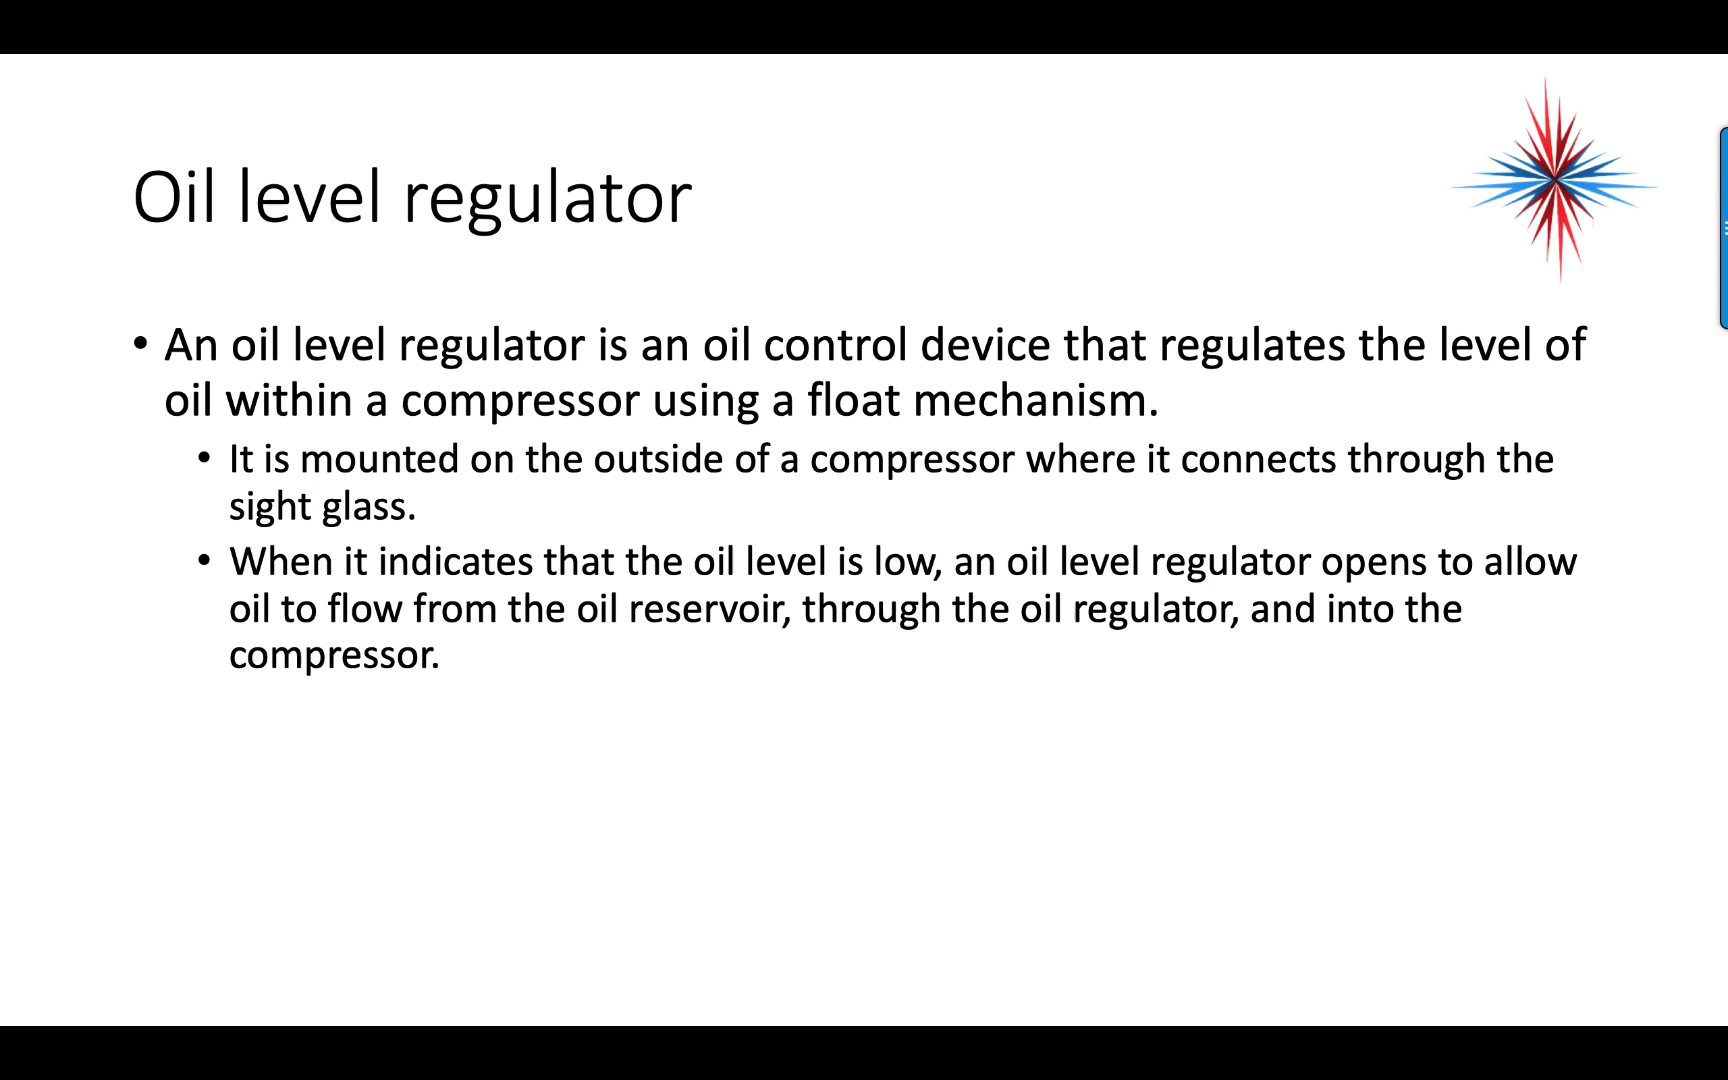 Oil level regulator
• An oil level regulator is an oil control device that regulates the level of
oil within a compressor using a float mechanism.
• It is mounted on the outside of a compressor where it connects through the
sight glass.
• When it indicates that the oil level is low, an oil level regulator opens to allow
oil to flow from the oil reservoir, through the oil regulator, and into the
compressor.